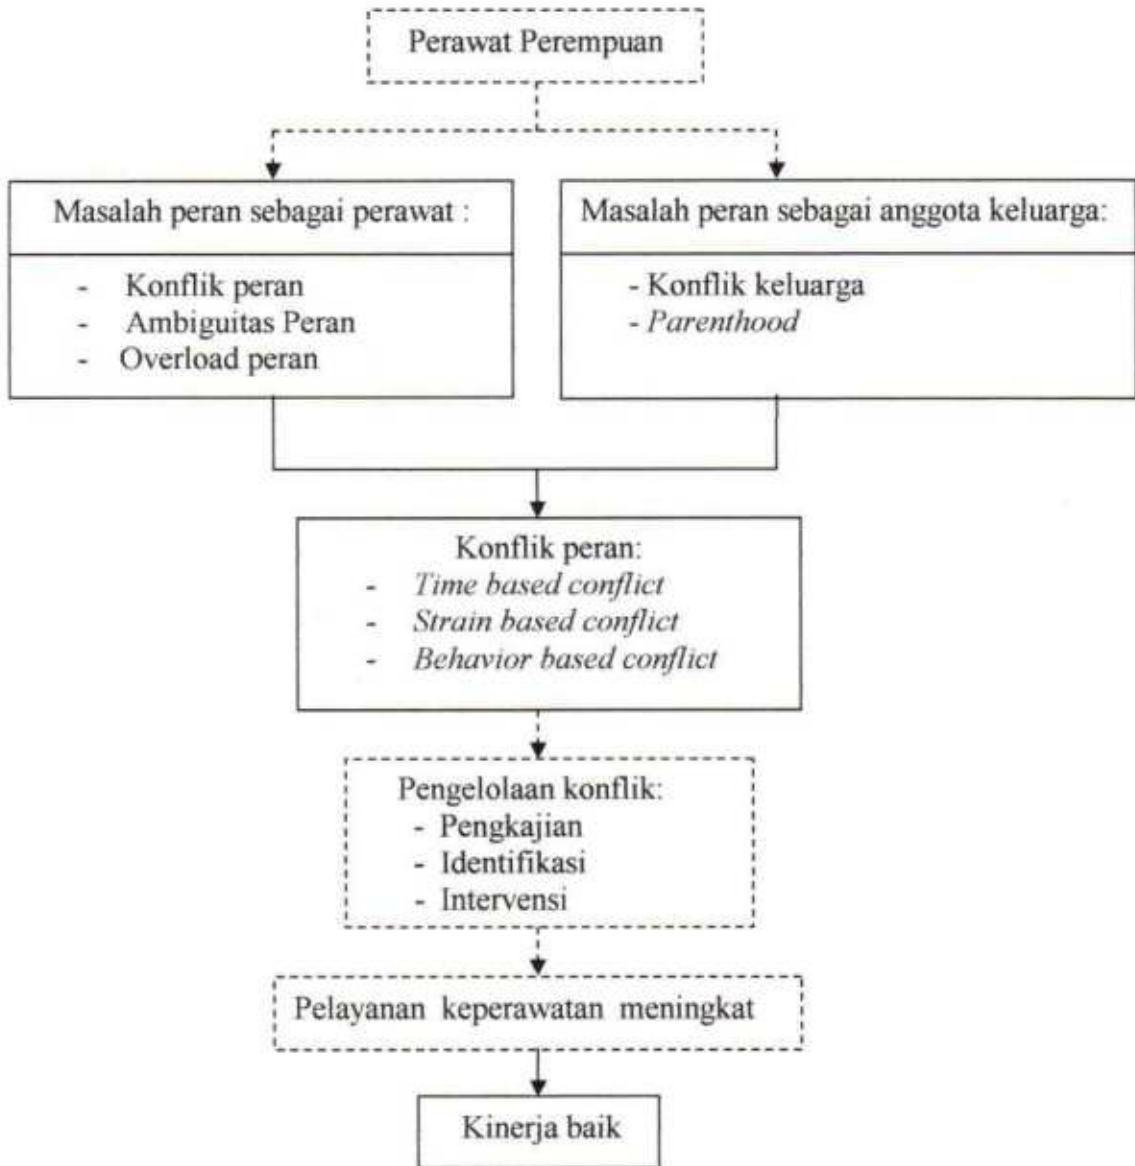 Perawat Perempuan
Masalah peran sebagai perawat :
- Konflik peran
- Ambiguitas Peran
- Overload peran
Masalah peran sebagai anggota keluarga:
- Konflik keluarga
- Parenthood
Konflik peran:
- Time based conflict
- Strain based conflict
- Behavior based conflict
Pengelolaan konflik:
- Pengkajian
- Identifikasi
- Intervensi
Pelayanan keperawatan meningkat
Kinerja baik